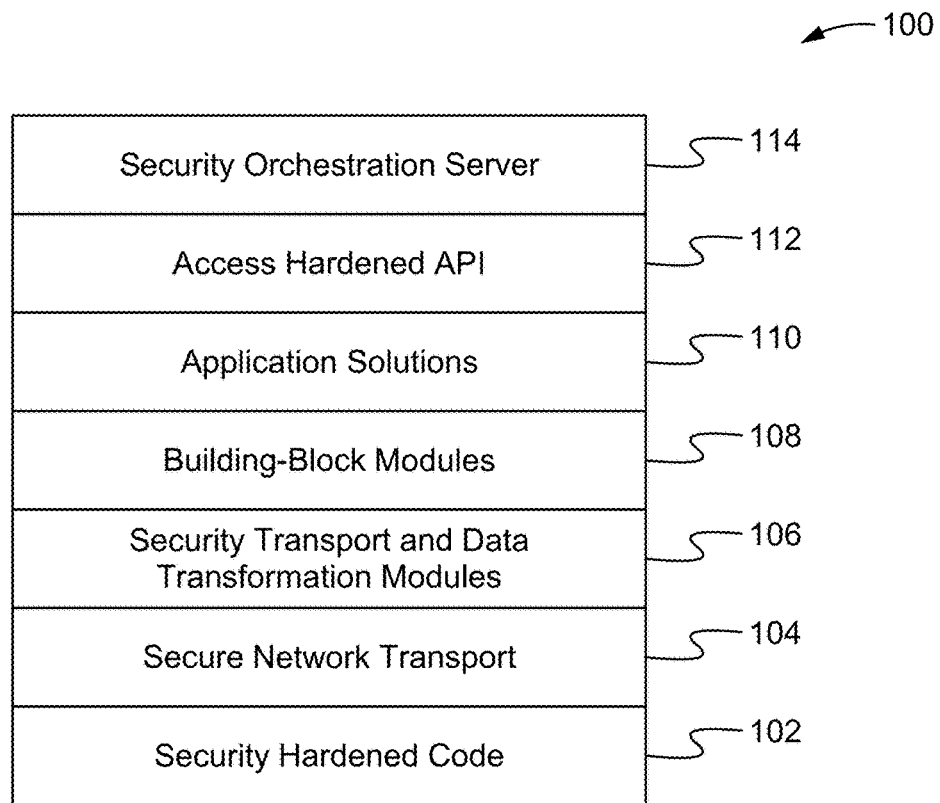 100
Security Orchestration Server
114
Access Hardened API
112
Application Solutions
110
Building-Block Modules
108
Security Transport and Data
Transformation Modules
106
Secure Network Transport
104
Security Hardened Code
102